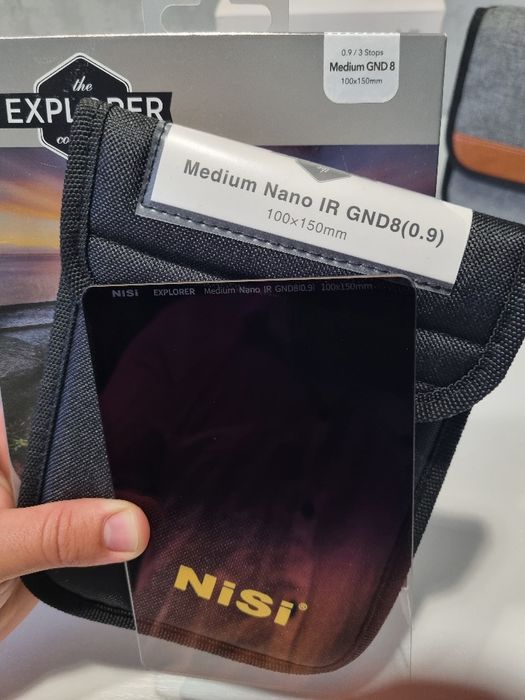 0.9 / 3 Stops
Medium GND 8
100x150mm
the
EXPLORER
Medium Nano IR GND8(0.9)
100×150mm
NiSi EXPLORER Medium Nano IR GND8(0.9) 100x150mm
NiSi®